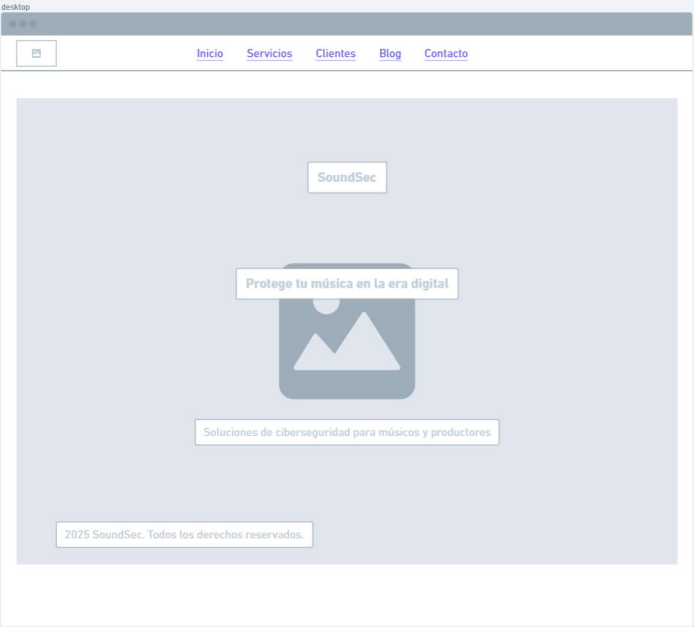 desktop
Inicio Servicios Clientes Blog Contacto
SoundSec
Protege tu música en la era digital
Soluciones de ciberseguridad para músicos y productores
2025 SoundSec. Todos los derechos reservados.